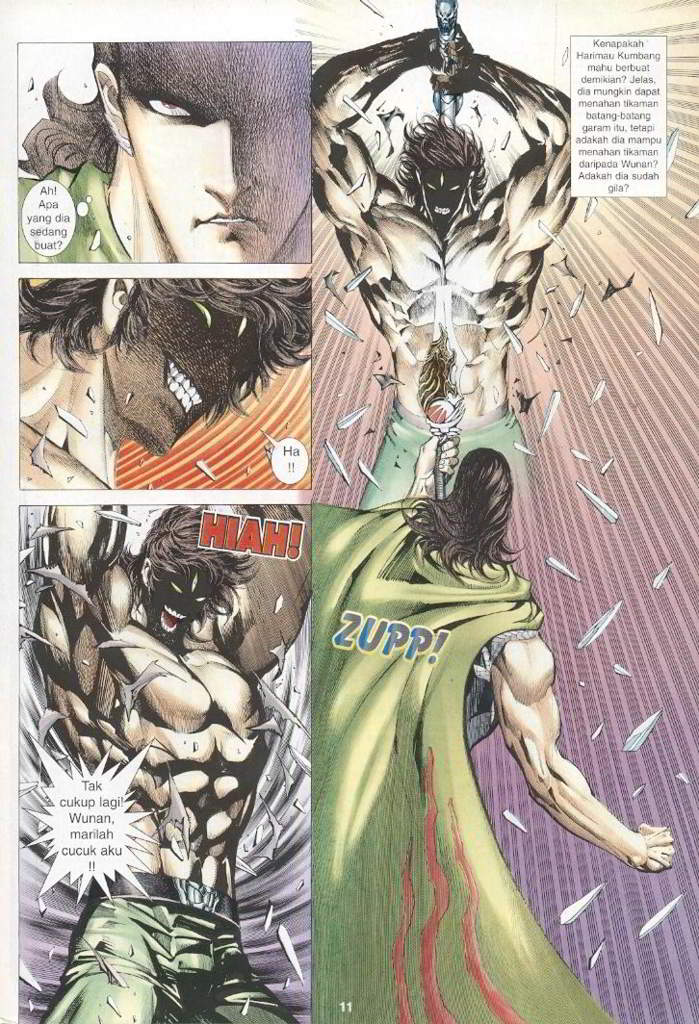 Ah!
Apa
yang dia
sedang
buat?
Ha
!!
HIAH!
Tak
cukup lagi!
Wunan,
marilah
cucuk aku
!!
Kenapakah
Harimau Kumbang
mahu berbuat
demikian? Jelas,
dia mungkin dapat
menahan tikaman
batang-batang
garam itu, tetapi
adakah dia mampu
menahan tikaman
daripada Wunan?
Adakah dia sudah
gila?
ZUPP!
11